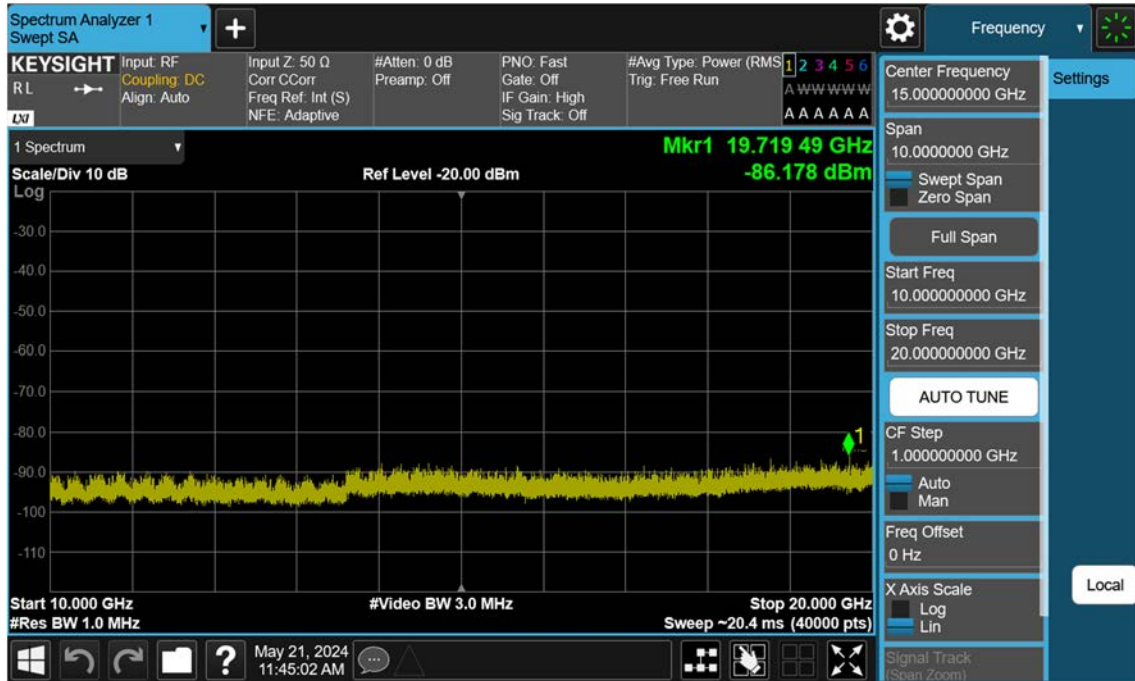 Spectrum Analyzer 1
Swept SA
+
Frequency
KEYSIGHT
R L
LXI
Input: RF
Coupling: DC
Align: Auto
Input Z: 50 Ω
Corr CCorr
Freq Ref: Int (S)
NFE: Adaptive
#Atten: 0 dB
Preamp: Off
PNO: Fast
Gate: Off
IF Gain: High
Sig Track: Off
#Avg Type: Power (RMS
Trig: Free Run
1 2 3 4 5 6
A W W W W W
A A A A A A
1 Spectrum
Scale/Div 10 dB
Log
Ref Level -20.00 dBm
Mkr1 19.719 49 GHz
-86.178 dBm
-30.0
-40.0
-50.0
-60.0
-70.0
-80.0
-90.0
-100
-110
1
Start 10.000 GHz
#Res BW 1.0 MHz
#Video BW 3.0 MHz
Stop 20.000 GHz
Sweep ~20.4 ms (40000 pts)
Center Frequency
15.000000000 GHz
Span
10.0000000 GHz
Swept Span
Zero Span
Full Span
Start Freq
10.000000000 GHz
Stop Freq
20.000000000 GHz
AUTO TUNE
CF Step
1.000000000 GHz
Auto
Man
Freq Offset
0 Hz
X Axis Scale
Log
Lin
Signal Track
(Span Zoom)
Settings
Local
?
May 21, 2024
11:45:02 AM